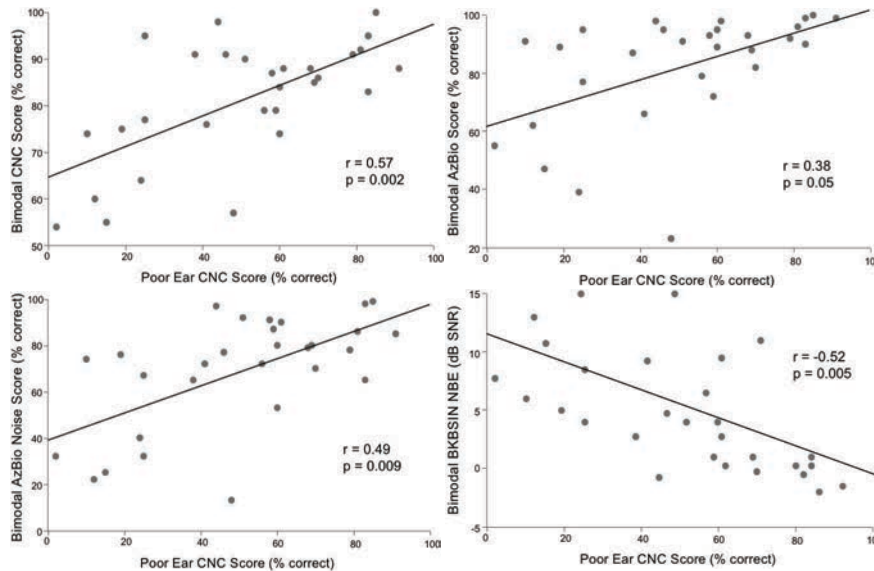 Bimodal CNC Score (% correct)
100
90
80
70
60
50
0
20
40
60
80
100
Poor Ear CNC Score (% correct)
r = 0.57
p = 0.002
Bimodal AzBio Score (% correct)
100
80
60
40
20
0
20
40
60
80
100
Poor Ear CNC Score (% correct)
r = 0.38
p = 0.05
Bimodal AzBio Noise Score (% correct)
100
80
60
40
20
0
0
20
40
60
80
100
Poor Ear CNC Score (% correct)
r = 0.49
p = 0.009
Bimodal BKBSIN NBE (dB SNR)
15
10
5
0
-5
0
20
40
60
80
100
Poor Ear CNC Score (% correct)
r = -0.52
p = 0.005